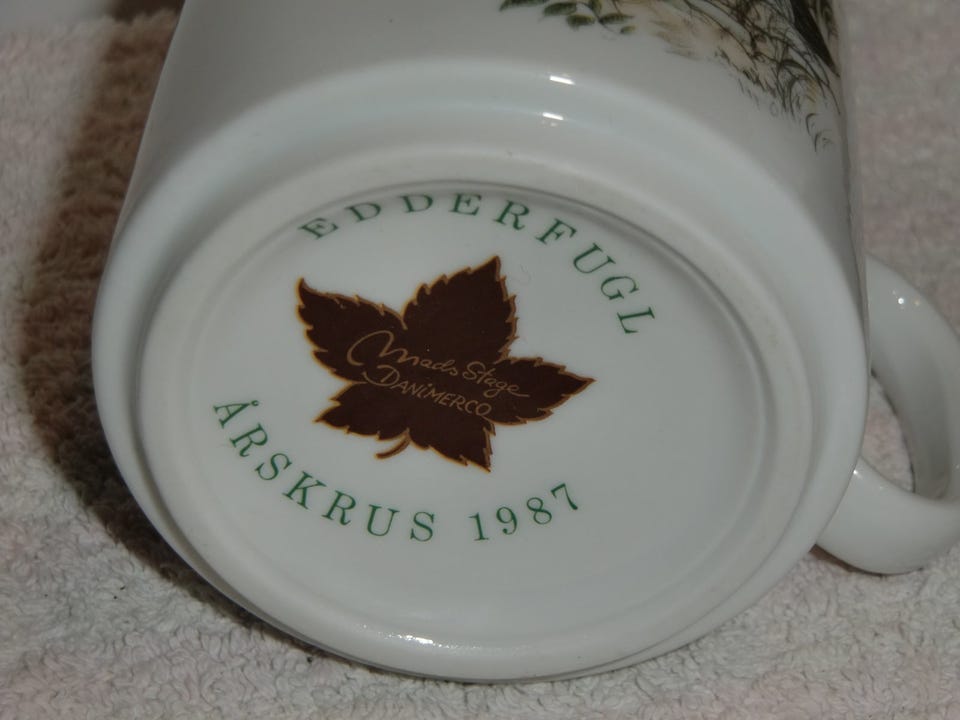 EDDERFUGL
Mads Stage
DANIMERCO
ÅRSKRUS 1987